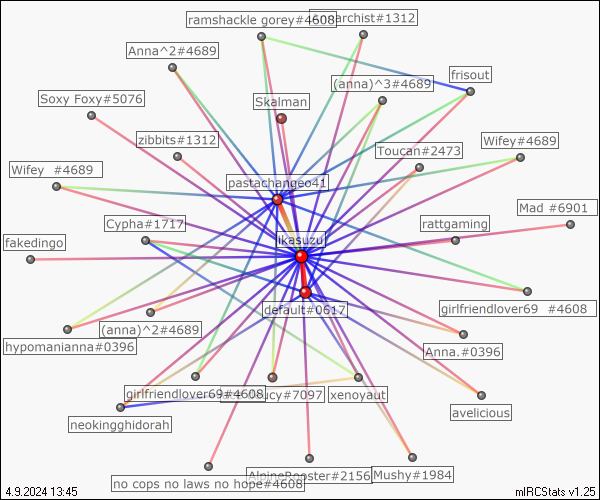 ramshackle gorey#4608
archist#1312
Anna^2#4689
frisout
(anna)^3#4689
Soxy Foxy#5076
Skalman
zibbits#1312
Wifey#4689
Toucan#2473
Wifey #4689
pastachangeo41
Mad #6901
Cypha#1717
rattgaming
fakedingo
ikasuzu
default#0617
girlfriendlover69 #4608
(anna)^2#4689
hypomanianna#0396
Anna.#0396
girlfriendlover69#4608
ucy#7097
xenoyaut
avelicious
neokingghidorah
AlpineRooster#2156
Mushy#1984
no cops no laws no hope#4608
4.9.2024 13:45
mIRCStats v1.25